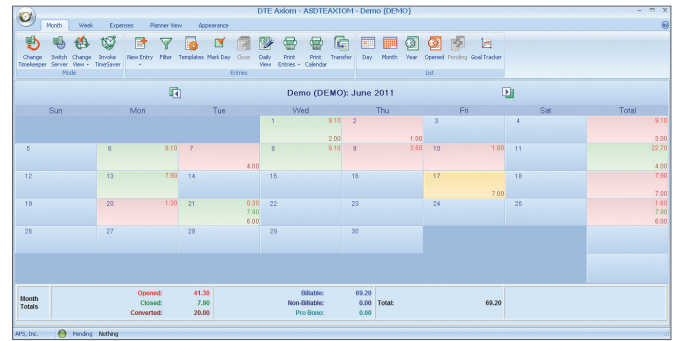 DTE Axiom - ASDTEAXIOM - Demo {DEMO}
Month Week Expenses Planner View Appearance
Change Timekeeper
Switch Server
Change View
Invoke TimeSaver
New Entry
Filter
Templates
Mark Day
Close
Daily View
Print Entries
Print Calendar
Transfer
Day
Month
Year
Opened
Pending
Goal Tracker
Mode Entries List
Demo (DEMO): June 2011
Sun Mon Tue Wed Thu Fri Sat Total
1 9.10 2 3 4 9.10
2.00 1.00 3.00
5 6 9.10 7 8 9.10 9 3.50 10 1.00 11 22.70
4.00 4.00
12 13 7.90 14 15 16 17 18 7.90
7.00 7.00
19 20 1.30 21 0.30 22 23 24 25 1.60
7.90 7.90
6.00 6.00
26 27 28 29 30
Month Totals
Opened: 41.30 Billable: 69.20
Closed: 7.90 Non-Billable: 0.00 Total: 69.20
Converted: 20.00 Pro Bono: 0.00
APS, Inc. Pending Nothing